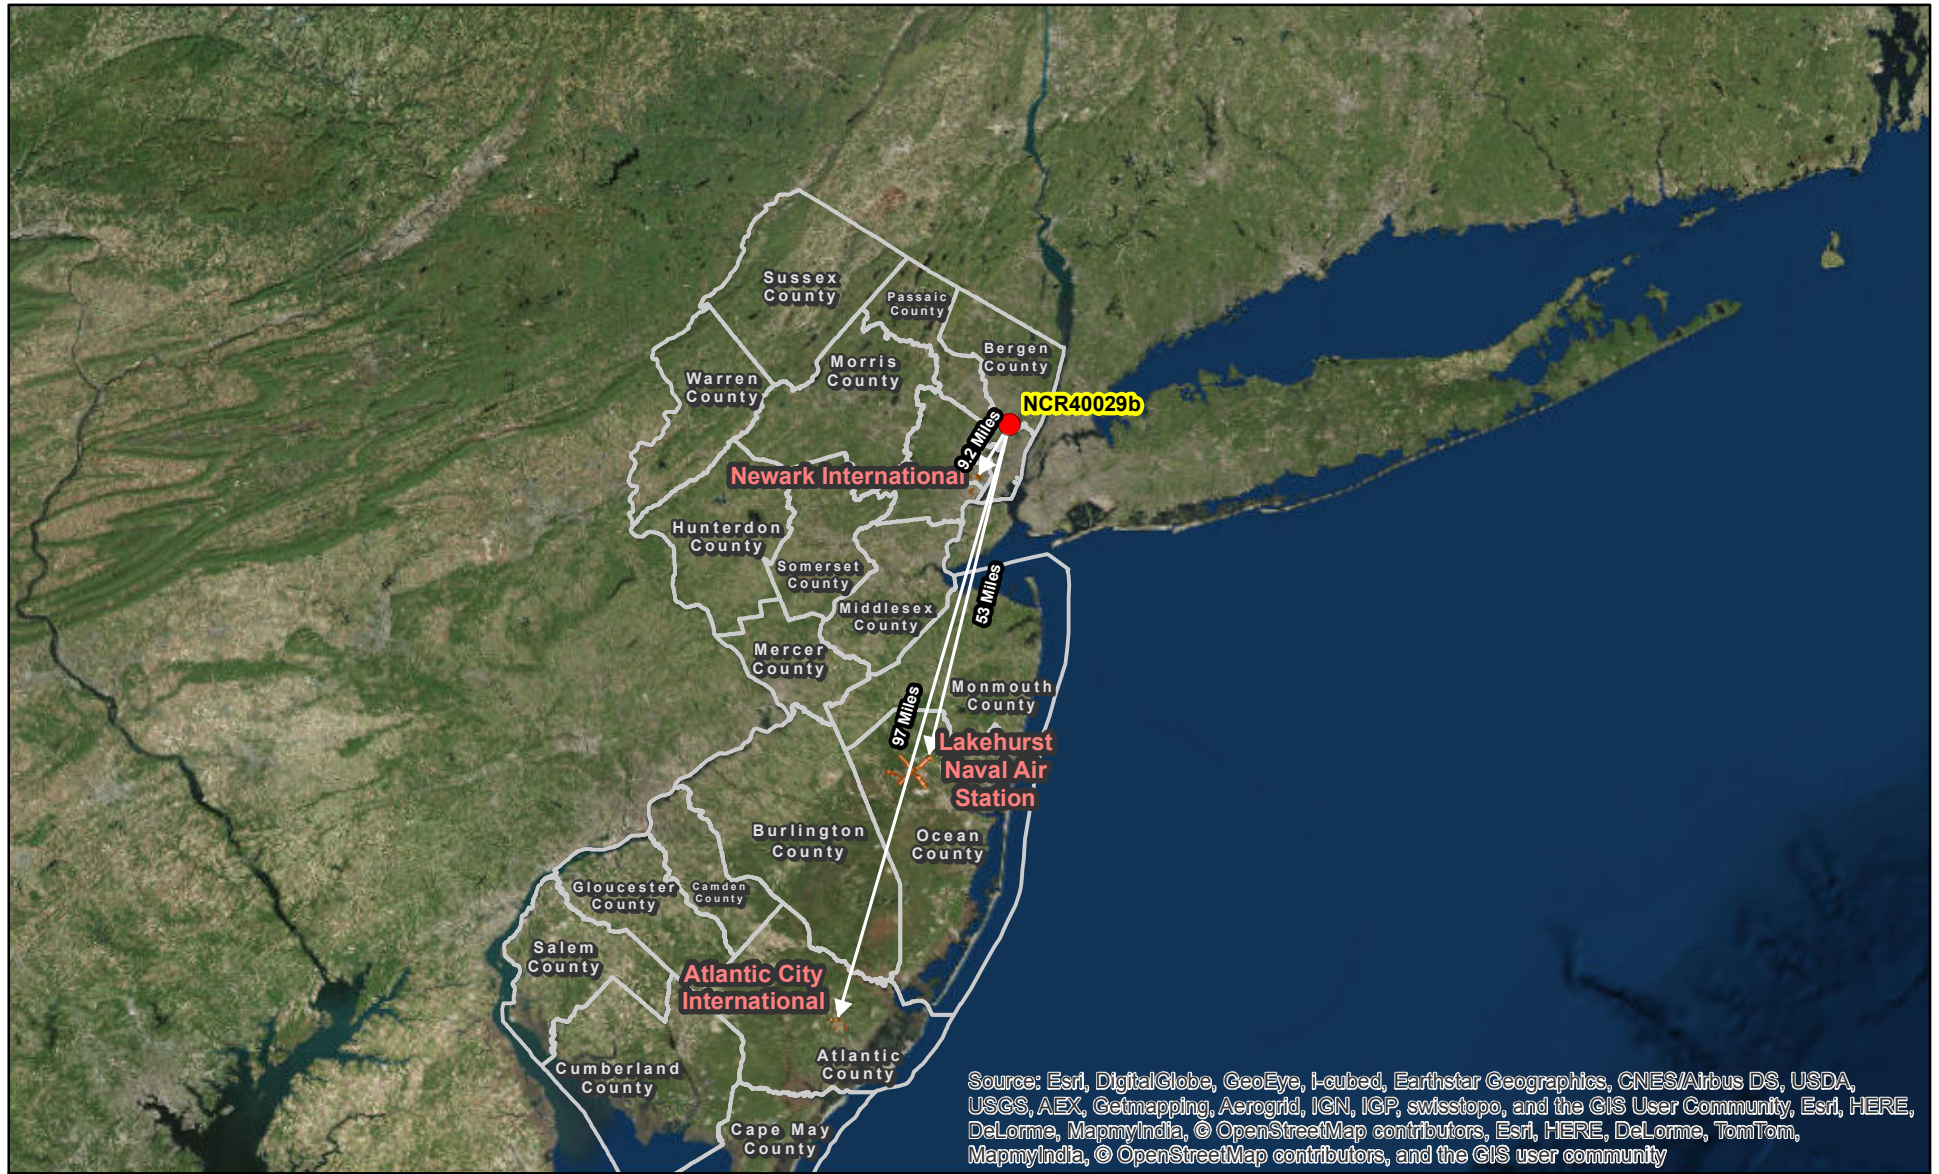 Sussex
County
Passaic
County
Bergen
County
Morris
County
Warren
County
NCR40029b
9.2 Miles
Newark International
Hunterdon
County
Somerset
County
53 Miles
Middlesex
County
Mercer
County
Monmouth
County
97 Miles
Lakehurst
Naval Air
Station
Burlington
County
Ocean
County
Gloucester
County
Camden
County
Salem
County
Atlantic City
International
Atlantic
County
Cumberland
County
Cape May
County
Source: Esri, DigitalGlobe, GeoEye, i-cubed, Earthstar Geographics, CNES/Airbus DS, USDA,
USGS, AEX, Getmapping, Aerogrid, IGN, IGP, swisstopo, and the GIS User Community, Esri, HERE,
DeLorme, MapmyIndia, © OpenStreetMap contributors, Esri, HERE, DeLorme, TomTom,
MapmyIndia, © OpenStreetMap contributors, and the GIS user community